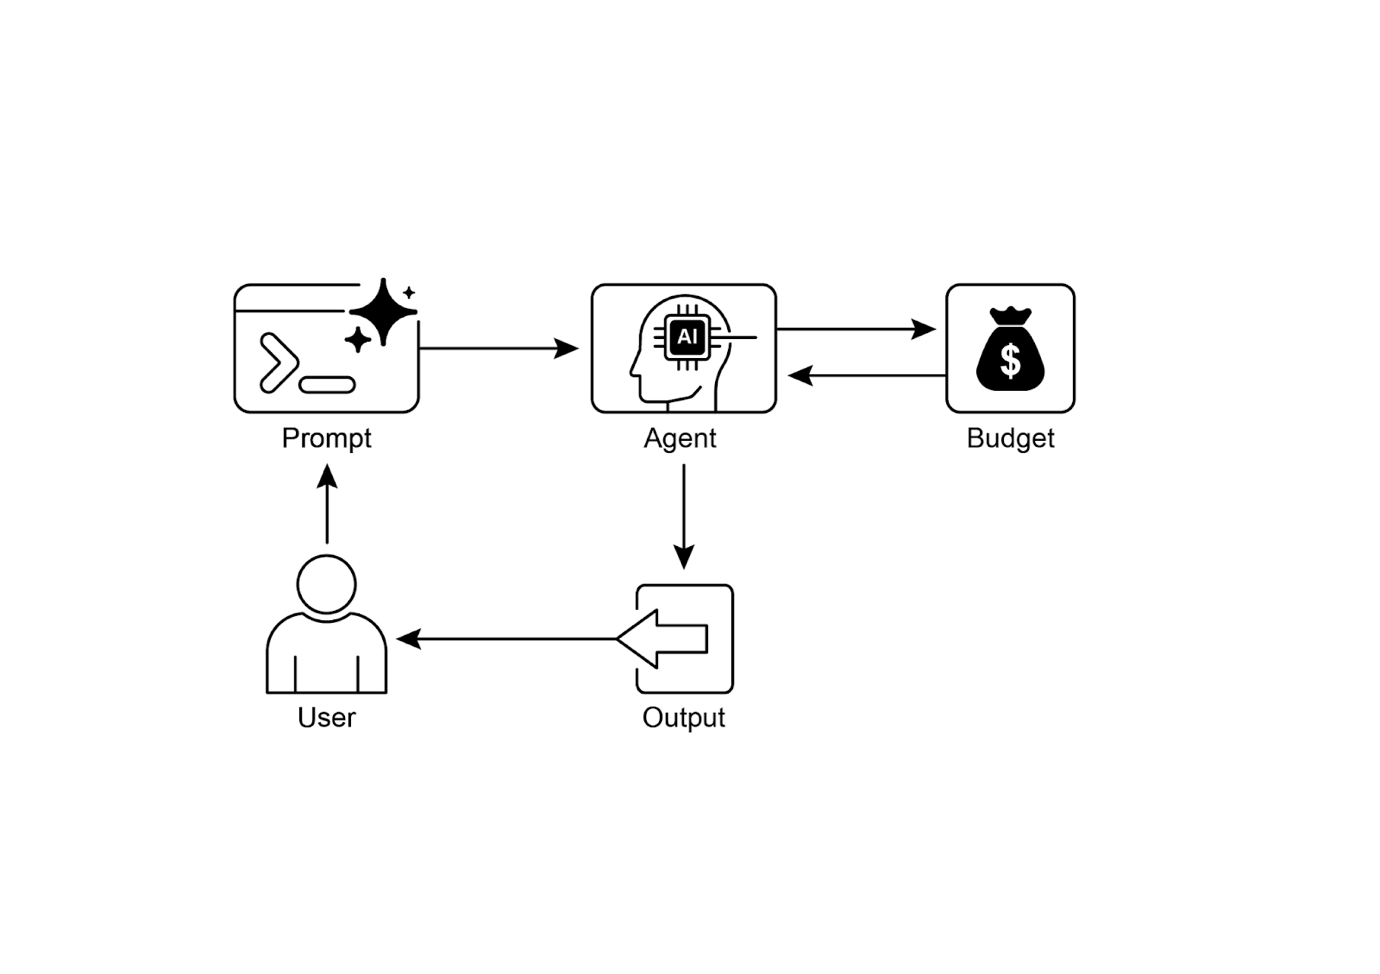 AI
$
Prompt
Agent
Budget
User
Output